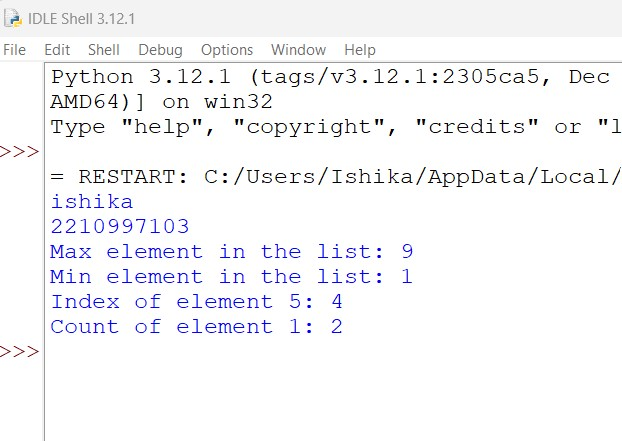 IDLE Shell 3.12.1
File Edit Shell Debug Options Window Help
Python 3.12.1 (tags/v3.12.1:2305ca5, Dec
AMD64)] on win32
Type "help", "copyright", "credits" or "l
>>>
= RESTART: C:/Users/Ishika/AppData/Local/
ishika
2210997103
Max element in the list: 9
Min element in the list: 1
Index of element 5: 4
Count of element 1: 2
>>>